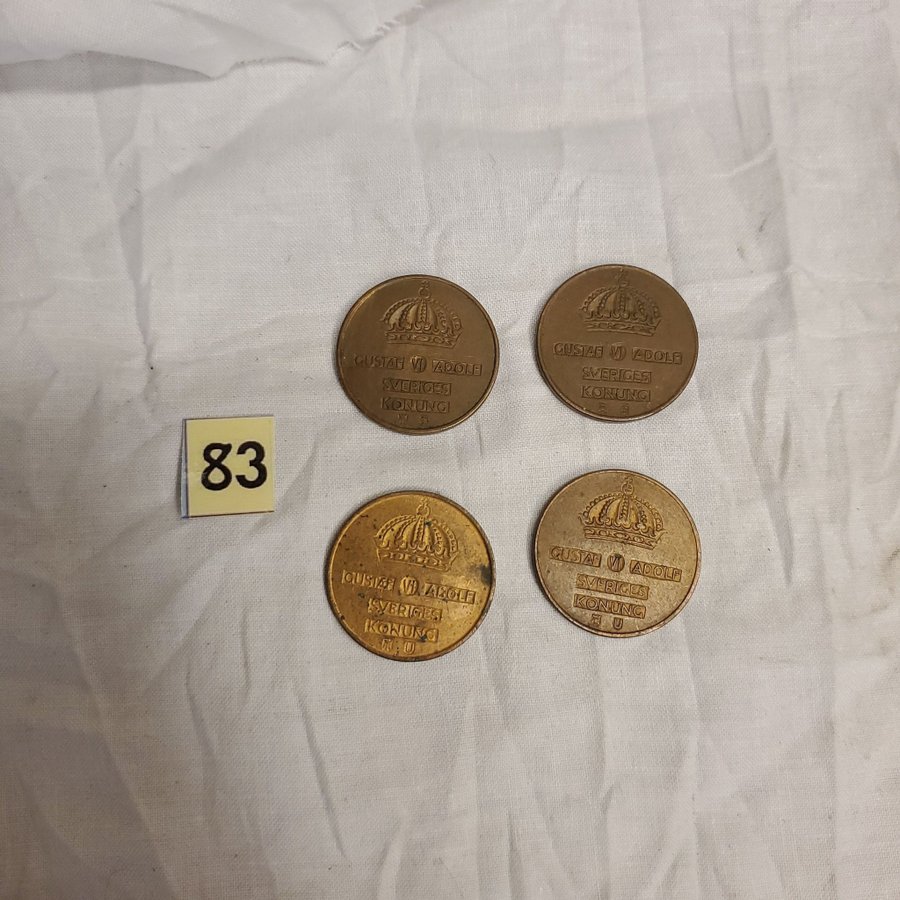 GUSTAF VI ADOLF
SVERIGES
KONUNG
GUSTAF VI ADOLF
SVERIGES
KONUNG
83
GUSTAF VI ADOLF
SVERIGES
KONUNG
U
GUSTAF VI ADOLF
SVERIGES
KONUNG
U